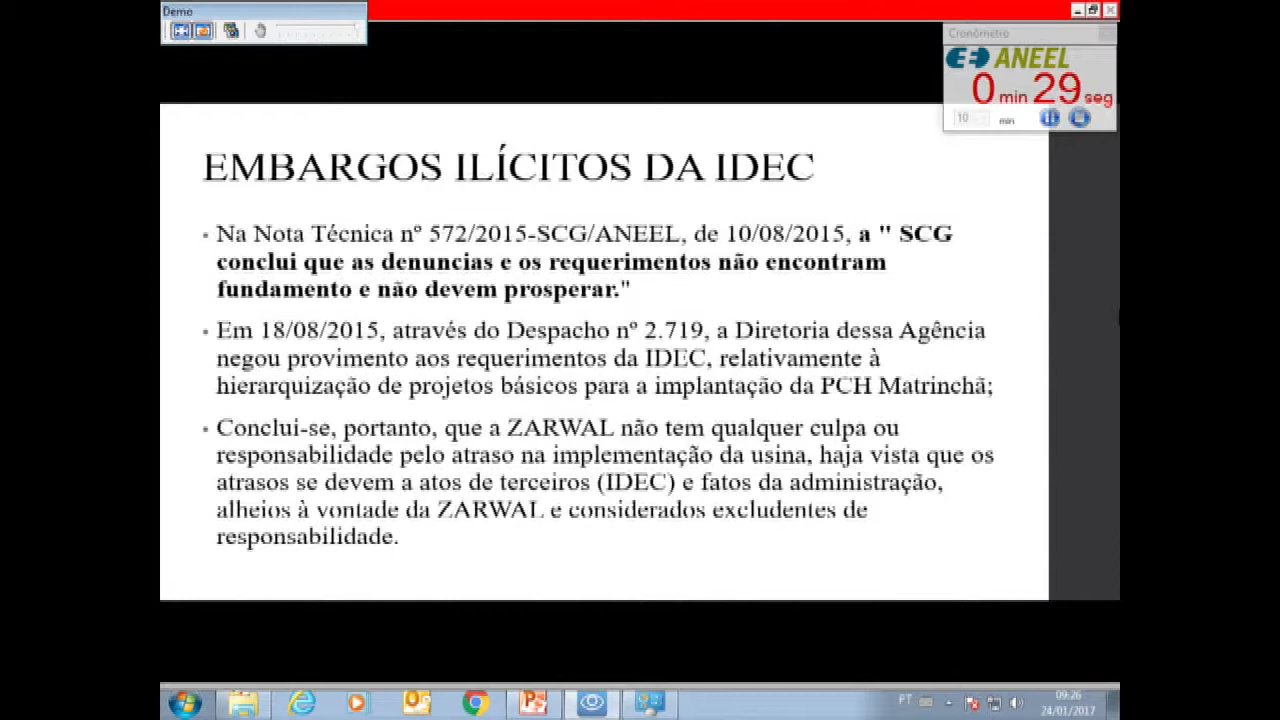 Demo
Cronômetro
ANEEL
0 min 29 seg
10 min
EMBARGOS ILÍCITOS DA IDEC
• Na Nota Técnica nº 572/2015-SCG/ANEEL, de 10/08/2015, a " SCG
conclui que as denuncias e os requerimentos não encontram
fundamento e não devem prosperar."
• Em 18/08/2015, através do Despacho nº 2.719, a Diretoria dessa Agência
negou provimento aos requerimentos da IDEC, relativamente à
hierarquização de projetos básicos para a implantação da PCH Matrinchã;
• Conclui-se, portanto, que a ZARWAL não tem qualquer culpa ou
responsabilidade pelo atraso na implementação da usina, haja vista que os
atrasos se devem a atos de terceiros (IDEC) e fatos da administração,
alheios à vontade da ZARWAL e considerados excludentes de
responsabilidade.
PT
09:26
24/01/2017